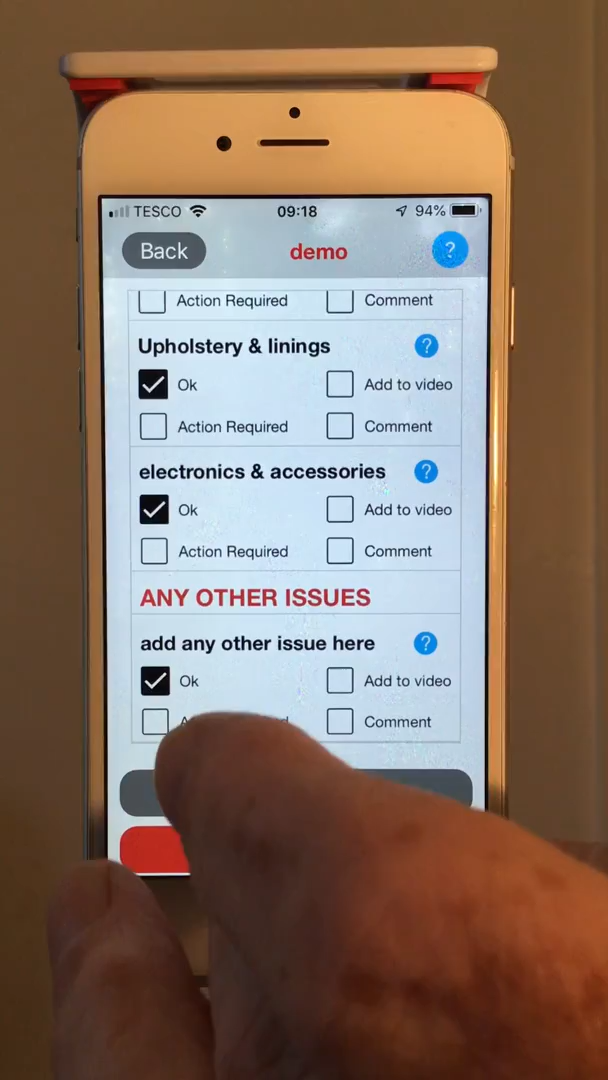 TESCO 09:18 94%
Back demo ?
Action Required Comment
Upholstery & linings ?
Ok Add to video
Action Required Comment
electronics & accessories ?
Ok Add to video
Action Required Comment
ANY OTHER ISSUES
add any other issue here ?
Ok Add to video
Comment